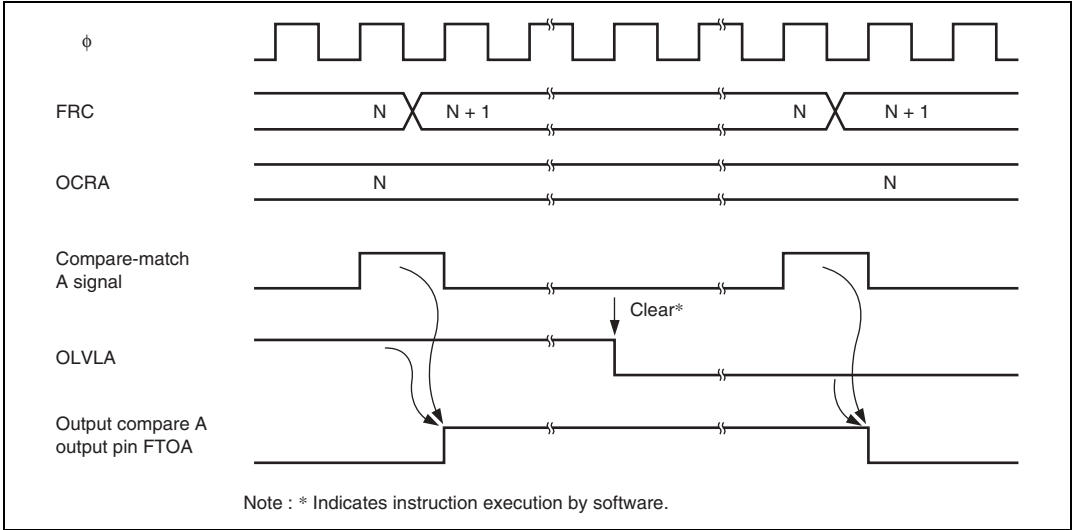 ϕ
FRC
N
N + 1
N
N + 1
OCRA
N
N
Compare-match
A signal
Clear*
OLVLA
Output compare A
output pin FTOA
Note : * Indicates instruction execution by software.